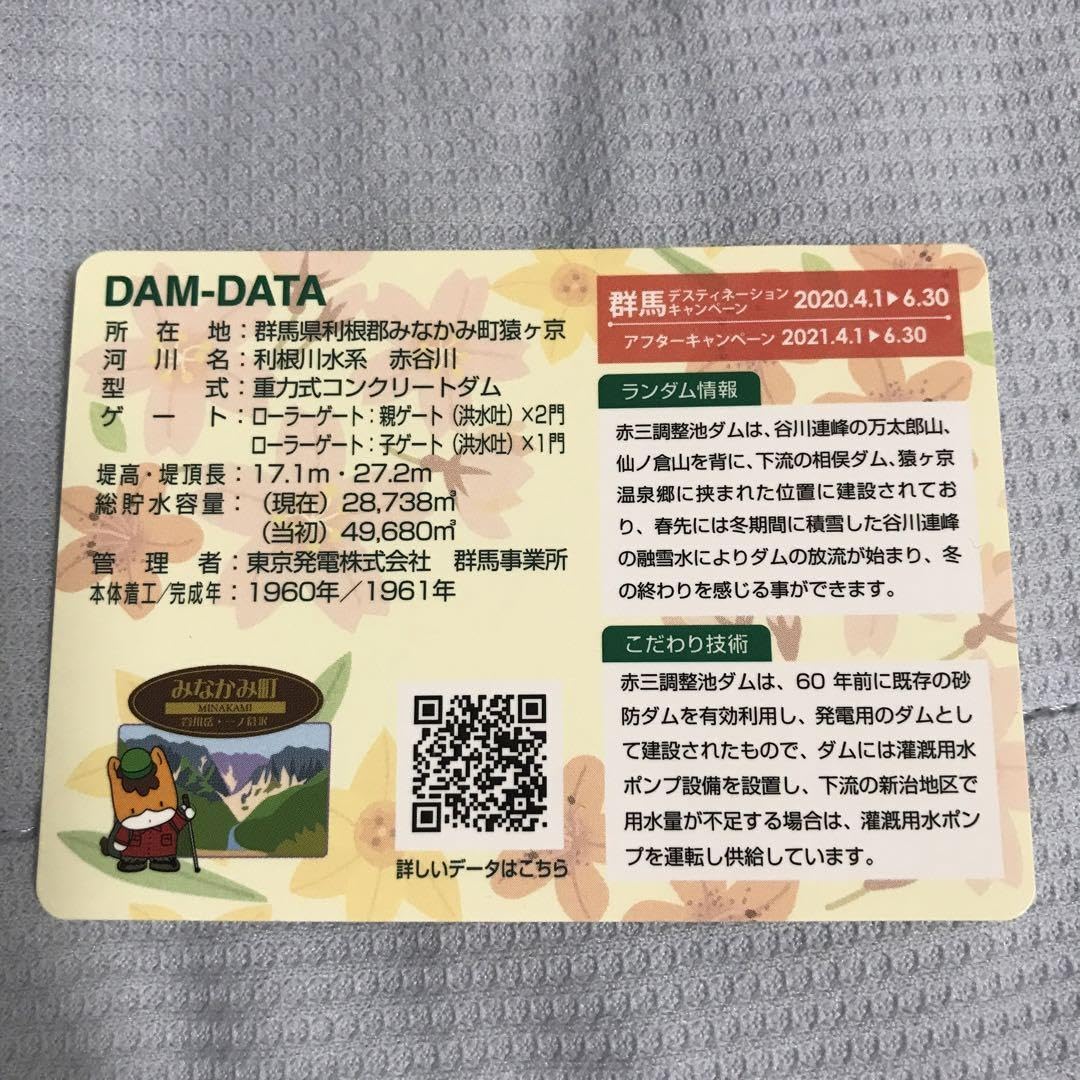 DAM-DATA
所在地：群馬県利根郡みなかみ町猿ヶ京
河川名：利根川水系 赤谷川
型式：重力式コンクリートダム
ゲート：ローラーゲート：親ゲート（洪水吐）×2門
ローラーゲート：子ゲート（洪水吐）×1門
堤高・堤頂長：17.1m・27.2m
総貯水容量：（現在）28,738㎥
（当初）49,680㎥
管理者：東京発電株式会社 群馬事業所
本体着工／完成年：1960年／1961年
みなかみ町
MINAKAMI
谷川岳・一ノ倉沢
詳しいデータはこちら
群馬デスティネーションキャンペーン 2020.4.1▶6.30
アフターキャンペーン 2021.4.1▶6.30
ランダム情報
赤三調整池ダムは、谷川連峰の万太郎山、
仙ノ倉山を背に、下流の相俣ダム、猿ヶ京
温泉郷に挟まれた位置に建設されてお
り、春先には冬期間に積雪した谷川連峰
の融雪水によりダムの放流が始まり、冬
の終わりを感じる事ができます。
こだわり技術
赤三調整池ダムは、60 年前に既存の砂
防ダムを有効利用し、発電用のダムとし
て建設されたもので、ダムには灌漑用水
ポンプ設備を設置し、下流の新治地区で
用水量が不足する場合は、灌漑用水ポン
プを運転し供給しています。